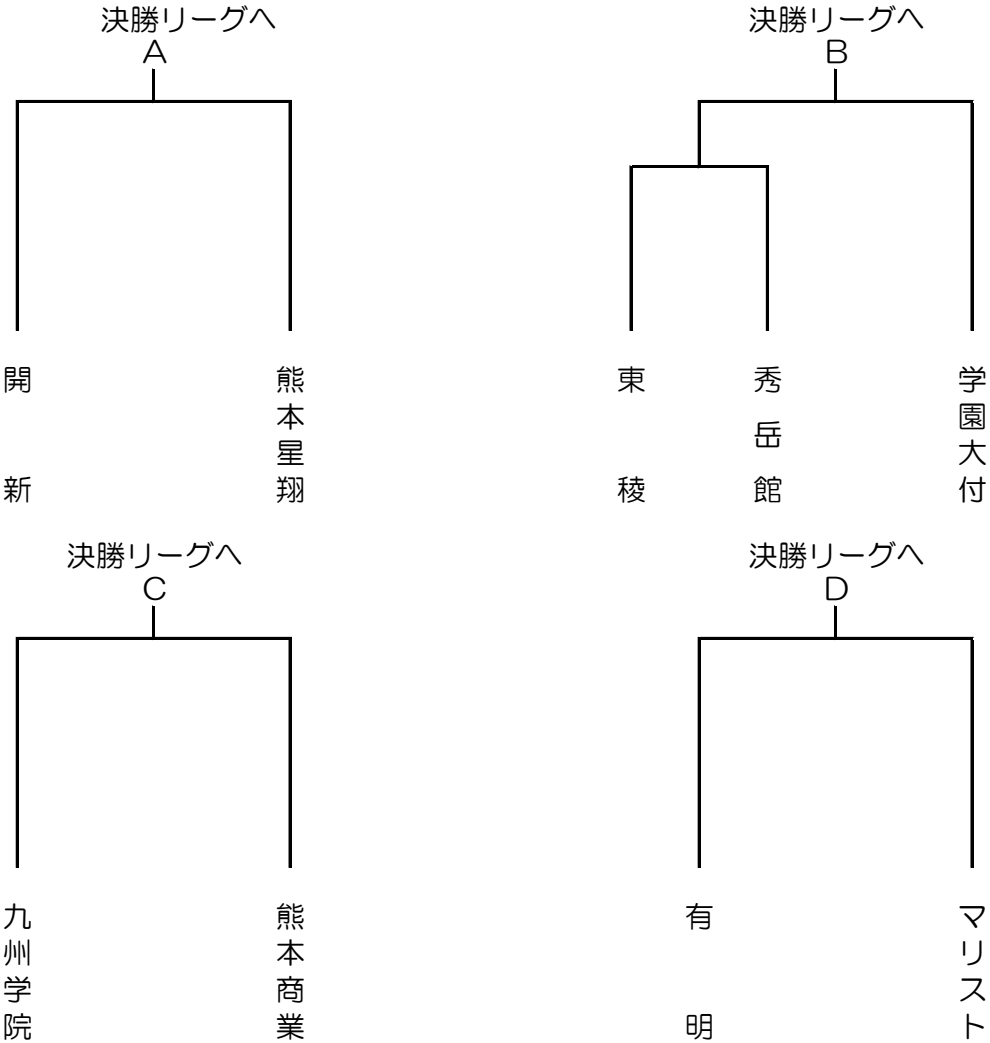 決勝リーグへ
A
開新
熊本星翔
決勝リーグへ
B
東稜
秀岳館
学園大付
決勝リーグへ
C
九州学院
熊本商業
決勝リーグへ
D
有明
マリスト